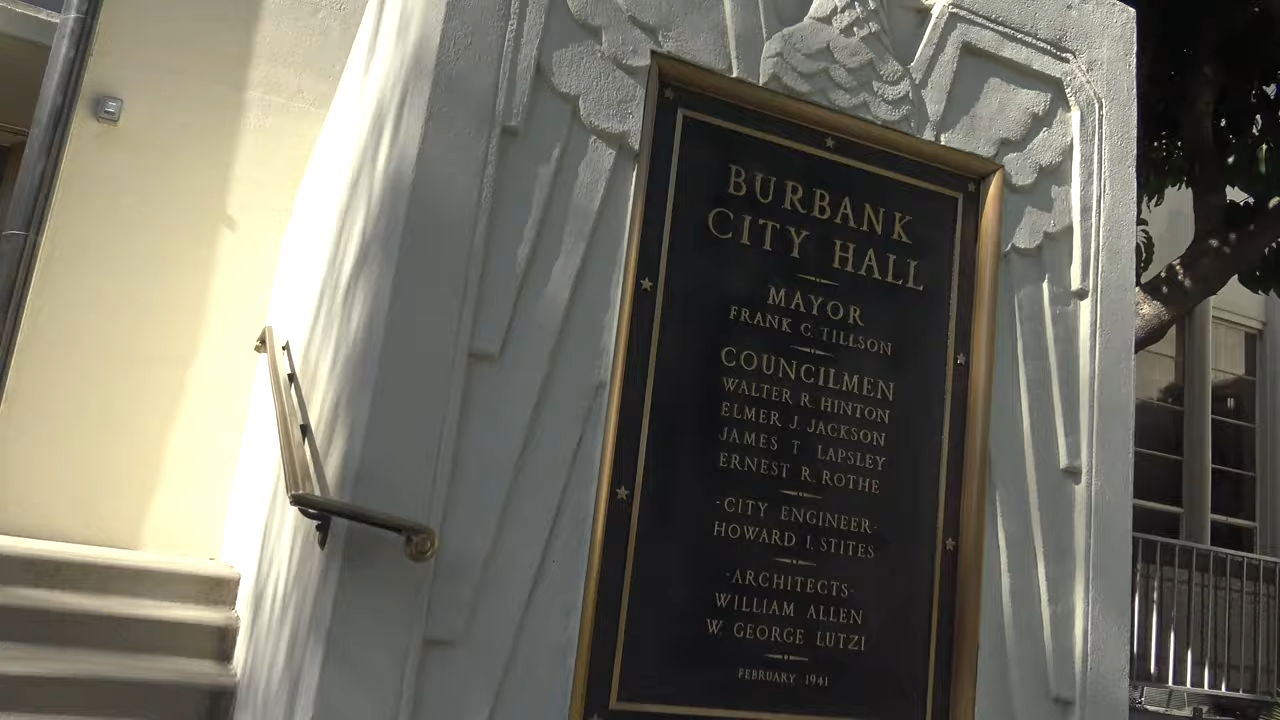 BURBANK
CITY HALL
MAYOR
FRANK C. TILLSON
COUNCILMEN
WALTER R. HINTON
ELMER J. JACKSON
JAMES T LAPSLEY
ERNEST R. ROTHE
-CITY ENGINEER-
HOWARD I. STITES
-ARCHITECTS-
WILLIAM ALLEN
W. GEORGE LUTZI
FEBRUARY 1941